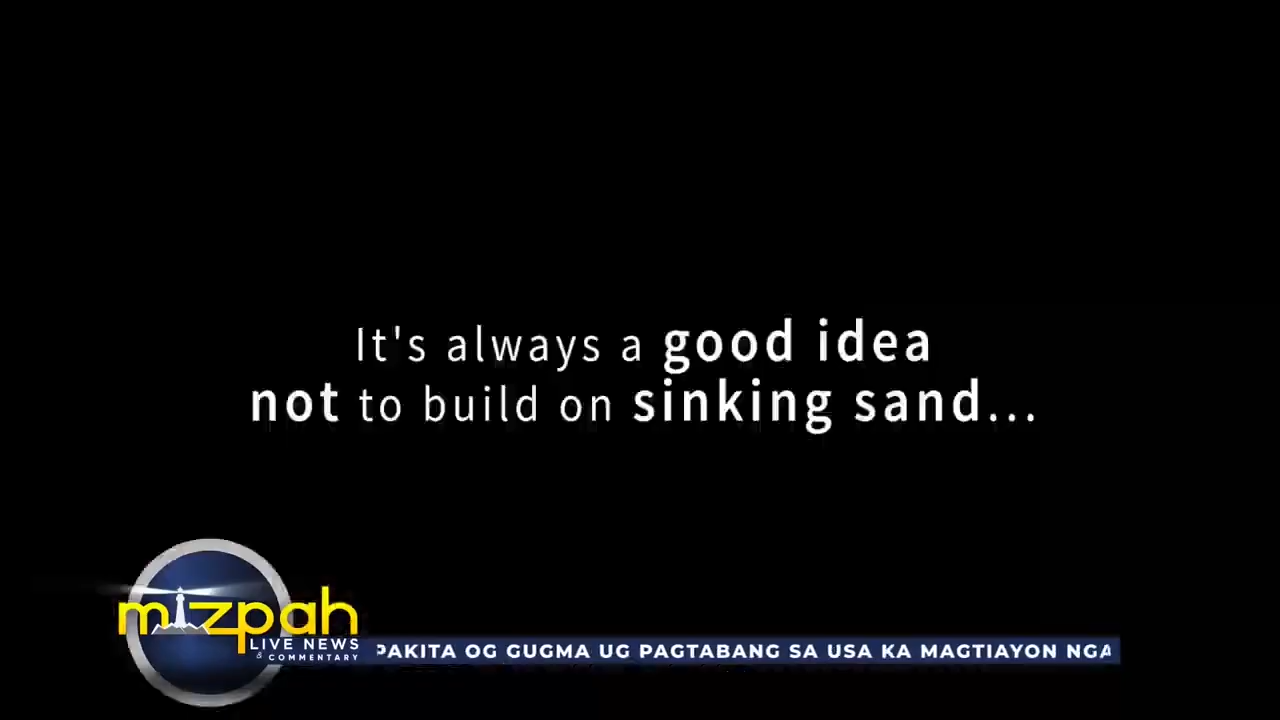 It's always a good idea
not to build on sinking sand...
mizpah
LIVE NEWS
& COMMENTARY
PAKITA OG GUGMA UG PAGTABANG SA USA KA MAGTIAYON NGA